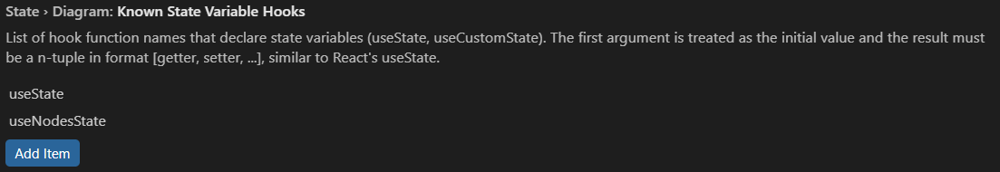 State › Diagram: Known State Variable Hooks
List of hook function names that declare state variables (useState, useCustomState). The first argument is treated as the initial value and the result must
be a n-tuple in format [getter, setter, ...], similar to React's useState.
useState
useNodesState
Add Item